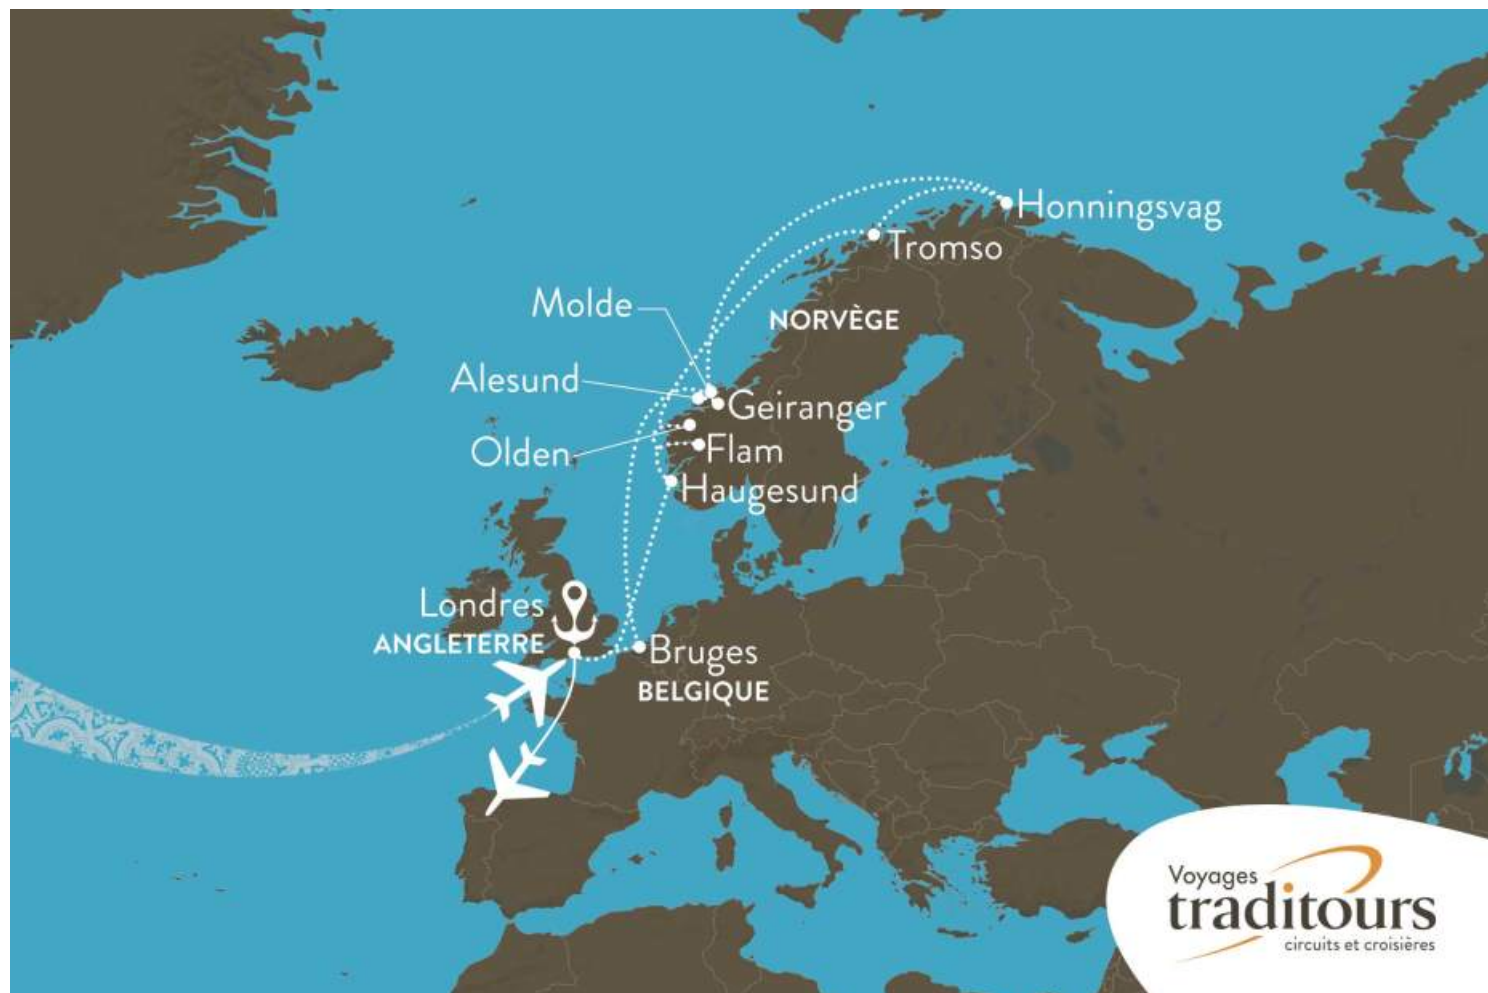 Honningsvag
Tromso
Molde
NORVÈGE
Alesund
Geiranger
Olden
Flam
Haugesund
Londres
ANGLETERRE
Bruges
BELGIQUE
Voyages
traditours
circuits et croisières